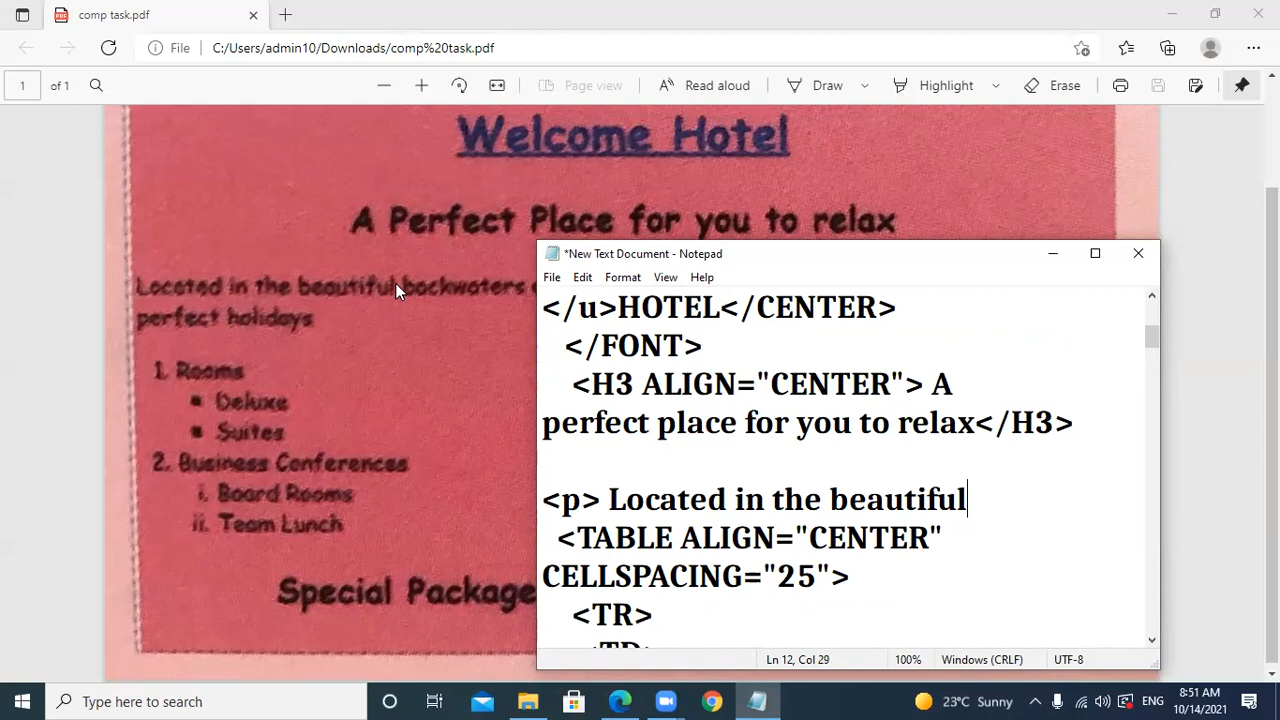 comp task.pdf
File C:/Users/admin10/Downloads/comp%20task.pdf
1 of 1 Page view Read aloud Draw Highlight Erase
Welcome Hotel
A Perfect Place for you to relax
Located in the beautiful backwaters
perfect holidays
1. Rooms
▪ Deluxe
▪ Suites
2. Business Conferences
i. Board Rooms
ii. Team Lunch
Special Package
*New Text Document - Notepad
File Edit Format View Help
</u>HOTEL</CENTER>
</FONT>
<H3 ALIGN="CENTER"> A
perfect place for you to relax</H3>
<p> Located in the beautiful
<TABLE ALIGN="CENTER"
CELLSPACING="25">
<TR>
<TD>
Ln 12, Col 29 100% Windows (CRLF) UTF-8
Type here to search
23°C Sunny ENG 8:51 AM
10/14/2021